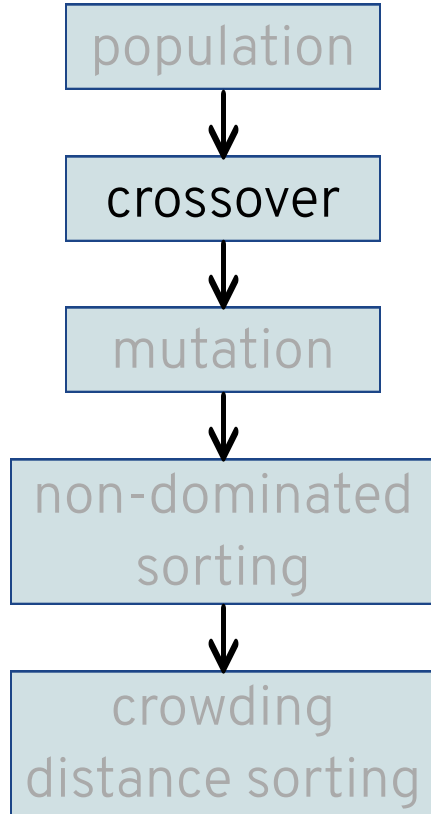 population
crossover
mutation
non-dominated
sorting
crowding
distance sorting